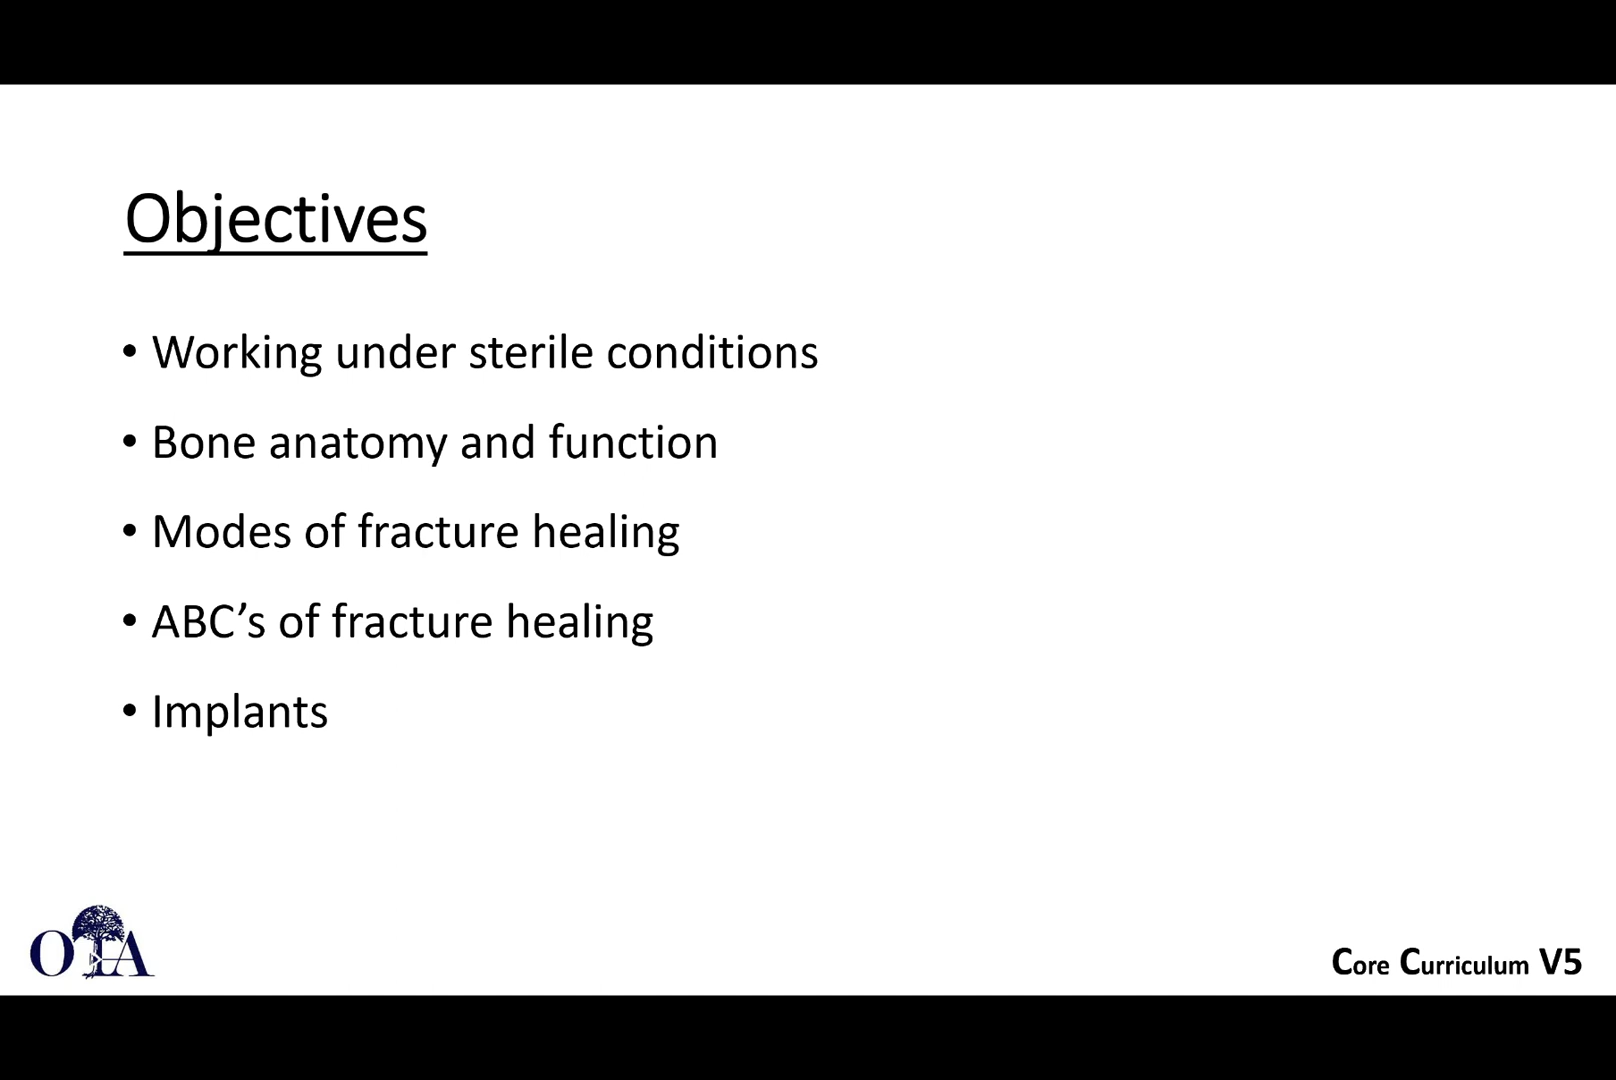 Objectives
• Working under sterile conditions
• Bone anatomy and function
• Modes of fracture healing
• ABC’s of fracture healing
• Implants
OTA
Core Curriculum V5